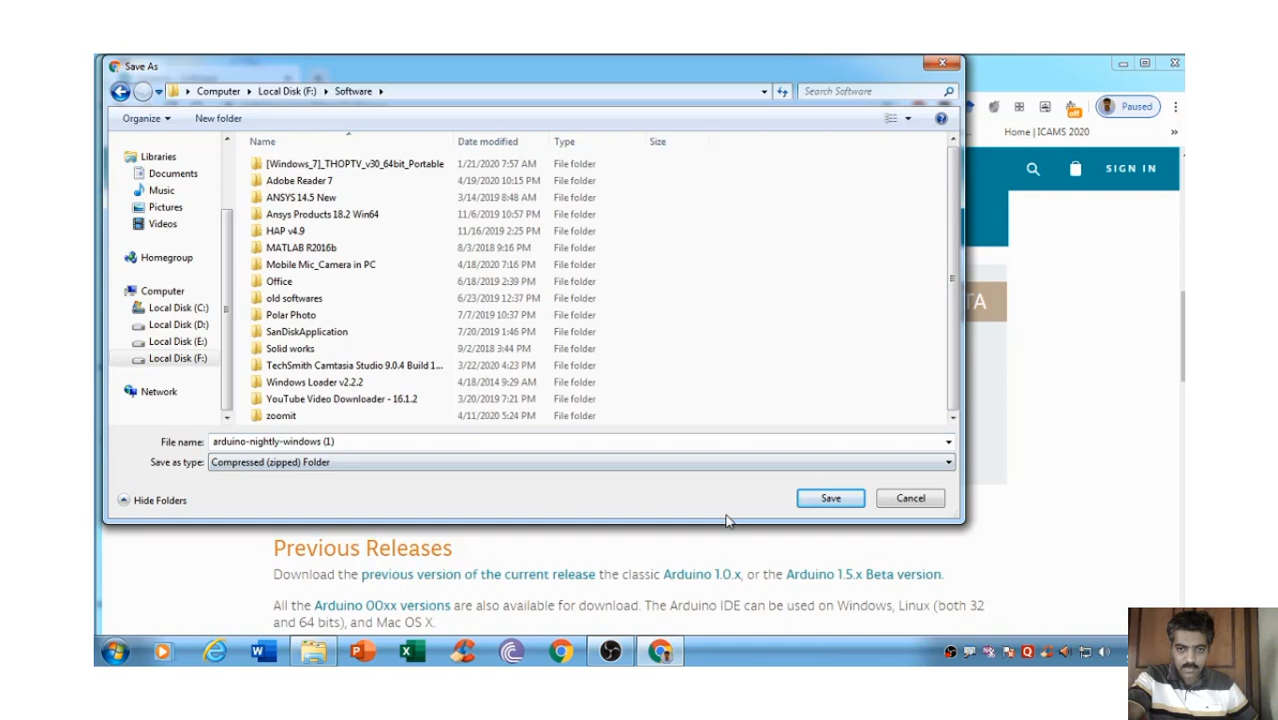 Save As
Computer Local Disk (F:) Software
Search Software
Organize New folder
Paused
Home | ICAMS 2020
»
SIGN IN
TA
Libraries
Documents
Music
Pictures
Videos
Homegroup
Computer
Local Disk (C:)
Local Disk (D:)
Local Disk (E:)
Local Disk (F:)
Network
Name Date modified Type Size
[Windows_7]_THOPTV_v30_64bit_Portable 1/21/2020 7:57 AM File folder
Adobe Reader 7 4/19/2020 10:15 PM File folder
ANSYS 14.5 New 3/14/2019 8:48 AM File folder
Ansys Products 18.2 Win64 11/6/2019 10:57 PM File folder
HAP v4.9 11/16/2019 2:25 PM File folder
MATLAB R2016b 8/3/2018 9:16 PM File folder
Mobile Mic_Camera in PC 4/18/2020 7:16 PM File folder
Office 6/18/2019 2:39 PM File folder
old softwares 6/23/2019 12:37 PM File folder
Polar Photo 7/7/2019 10:37 PM File folder
SanDiskApplication 7/20/2019 1:46 PM File folder
Solid works 9/2/2018 3:44 PM File folder
TechSmith Camtasia Studio 9.0.4 Build 1... 3/22/2020 4:23 PM File folder
Windows Loader v2.2.2 4/18/2014 9:29 AM File folder
YouTube Video Downloader - 16.1.2 3/20/2019 7:21 PM File folder
zoomit 4/11/2020 5:24 PM File folder
File name: arduino-nightly-windows (1)
Save as type: Compressed (zipped) Folder
Hide Folders
Save Cancel
Previous Releases
Download the previous version of the current release the classic Arduino 1.0.x, or the Arduino 1.5.x Beta version.
All the Arduino 00xx versions are also available for download. The Arduino IDE can be used on Windows, Linux (both 32
and 64 bits), and Mac OS X.